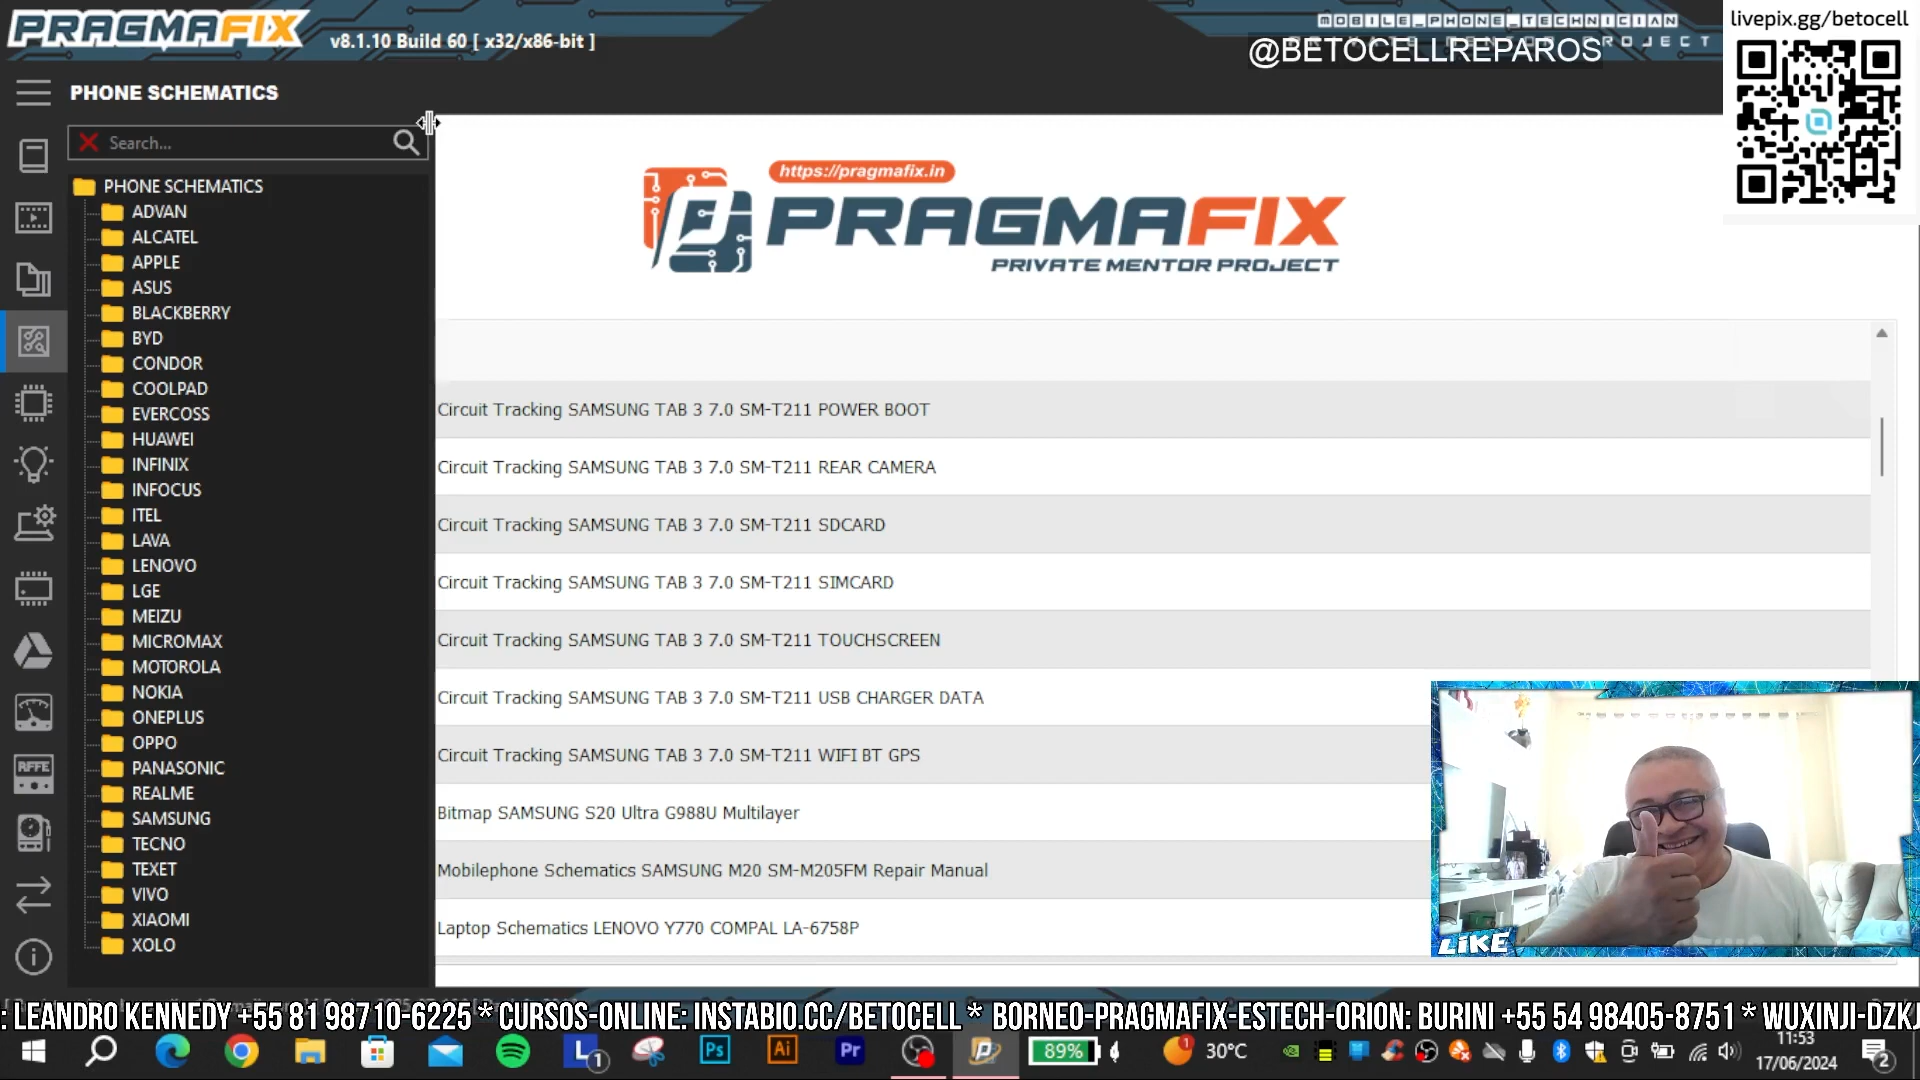 PRAGMAFIX
v8.1.10 Build 60 [ x32/x86-bit ]
MOBILE_PHONE_TECHNICIAN
@BETOCELLREPAROS
livepix.gg/betocell
PHONE SCHEMATICS
Search...
PHONE SCHEMATICS
ADVAN
ALCATEL
APPLE
ASUS
BLACKBERRY
BYD
CONDOR
COOLPAD
EVERCOSS
HUAWEI
INFINIX
INFOCUS
ITEL
LAVA
LENOVO
LGE
MEIZU
MICROMAX
MOTOROLA
NOKIA
ONEPLUS
OPPO
PANASONIC
REALME
SAMSUNG
TECNO
TEXET
VIVO
XIAOMI
XOLO
RFFE
https://pragmafix.in
PRAGMAFIX
PRIVATE MENTOR PROJECT
Circuit Tracking SAMSUNG TAB 3 7.0 SM-T211 POWER BOOT
Circuit Tracking SAMSUNG TAB 3 7.0 SM-T211 REAR CAMERA
Circuit Tracking SAMSUNG TAB 3 7.0 SM-T211 SDCARD
Circuit Tracking SAMSUNG TAB 3 7.0 SM-T211 SIMCARD
Circuit Tracking SAMSUNG TAB 3 7.0 SM-T211 TOUCHSCREEN
Circuit Tracking SAMSUNG TAB 3 7.0 SM-T211 USB CHARGER DATA
Circuit Tracking SAMSUNG TAB 3 7.0 SM-T211 WIFI BT GPS
Bitmap SAMSUNG S20 Ultra G988U Multilayer
Mobilephone Schematics SAMSUNG M20 SM-M205FM Repair Manual
Laptop Schematics LENOVO Y770 COMPAL LA-6758P
LIKE
: LEANDRO KENNEDY +55 81 98710-6225 * CURSOS-ONLINE: INSTABIO.CC/BETOCELL * BORNEO-PRAGMAFIX-ESTECH-ORION: BURINI +55 54 98405-8751 * WUXINJI-DZKJ
L 1
Ps
Ai
Pr
89%
1
30°C
11:53
17/06/2024
2